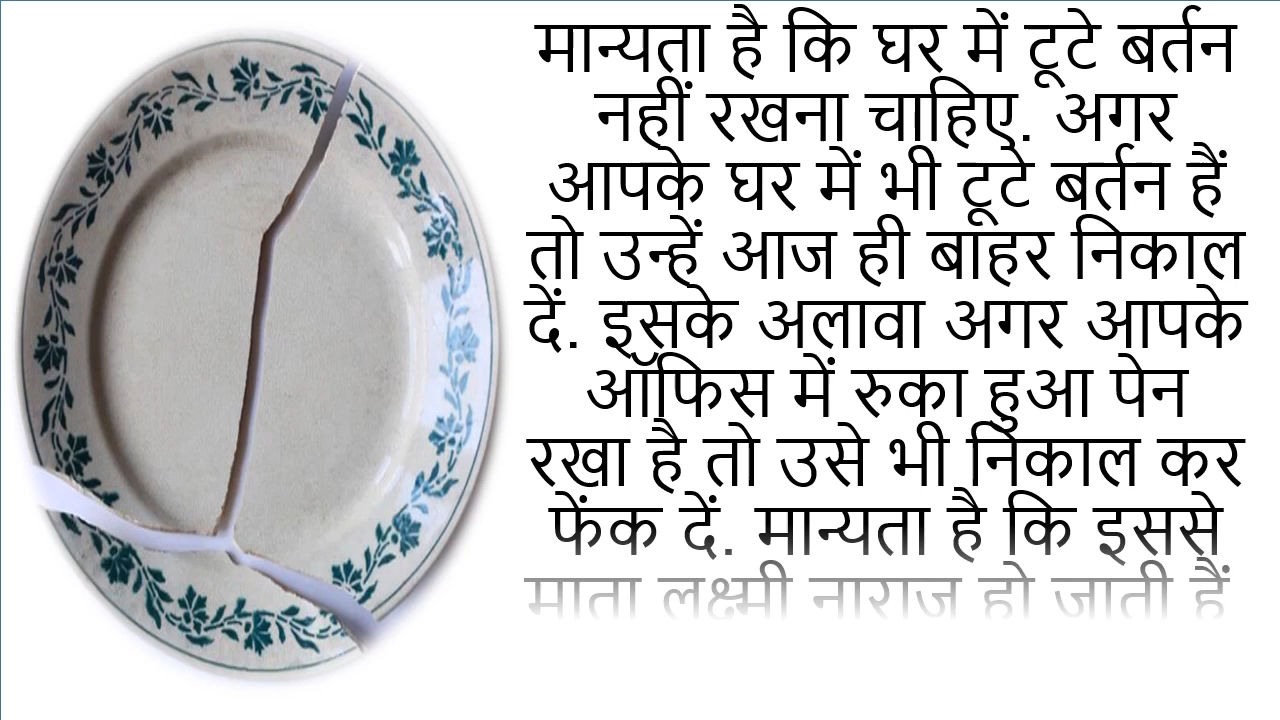 मान्यता है कि घर में टूटे बर्तन
नहीं रखना चाहिए. अगर
आपके घर में भी टूटे बर्तन हैं
तो उन्हें आज ही बाहर निकाल
दें. इसके अलावा अगर आपके
ऑफिस में रुका हुआ पेन
रखा है तो उसे भी निकाल कर
फेंक दें. मान्यता है कि इससे
माता लक्ष्मी नाराज हो जाती हैं